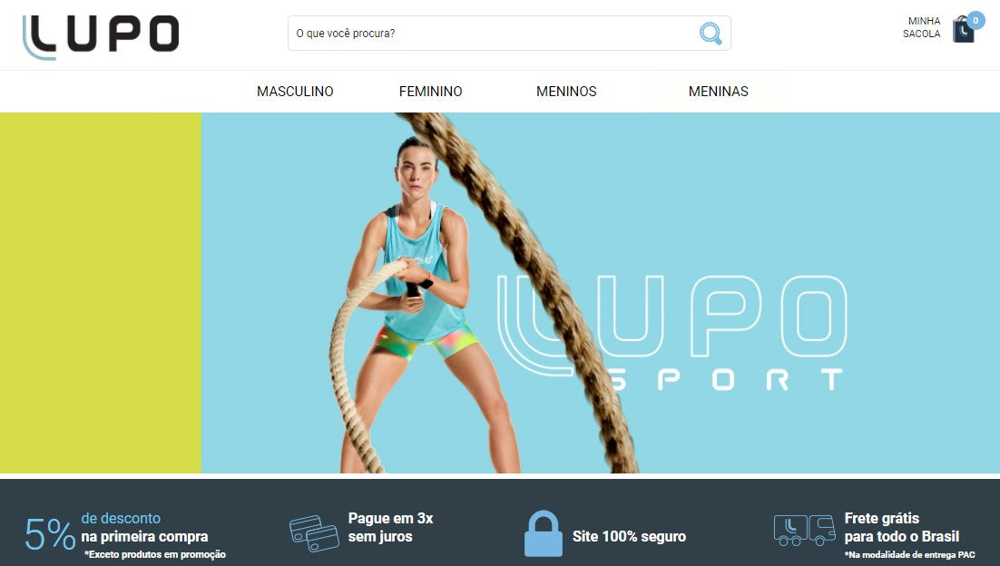 LUPO
O que você procura?
MINHA
SACOLA
0
MASCULINO
FEMININO
MENINOS
MENINAS
LUPO
SPORT
5%
de desconto
na primeira compra
*Exceto produtos em promoção
Pague em 3x
sem juros
Site 100% seguro
Frete grátis
para todo o Brasil
*Na modalidade de entrega PAC